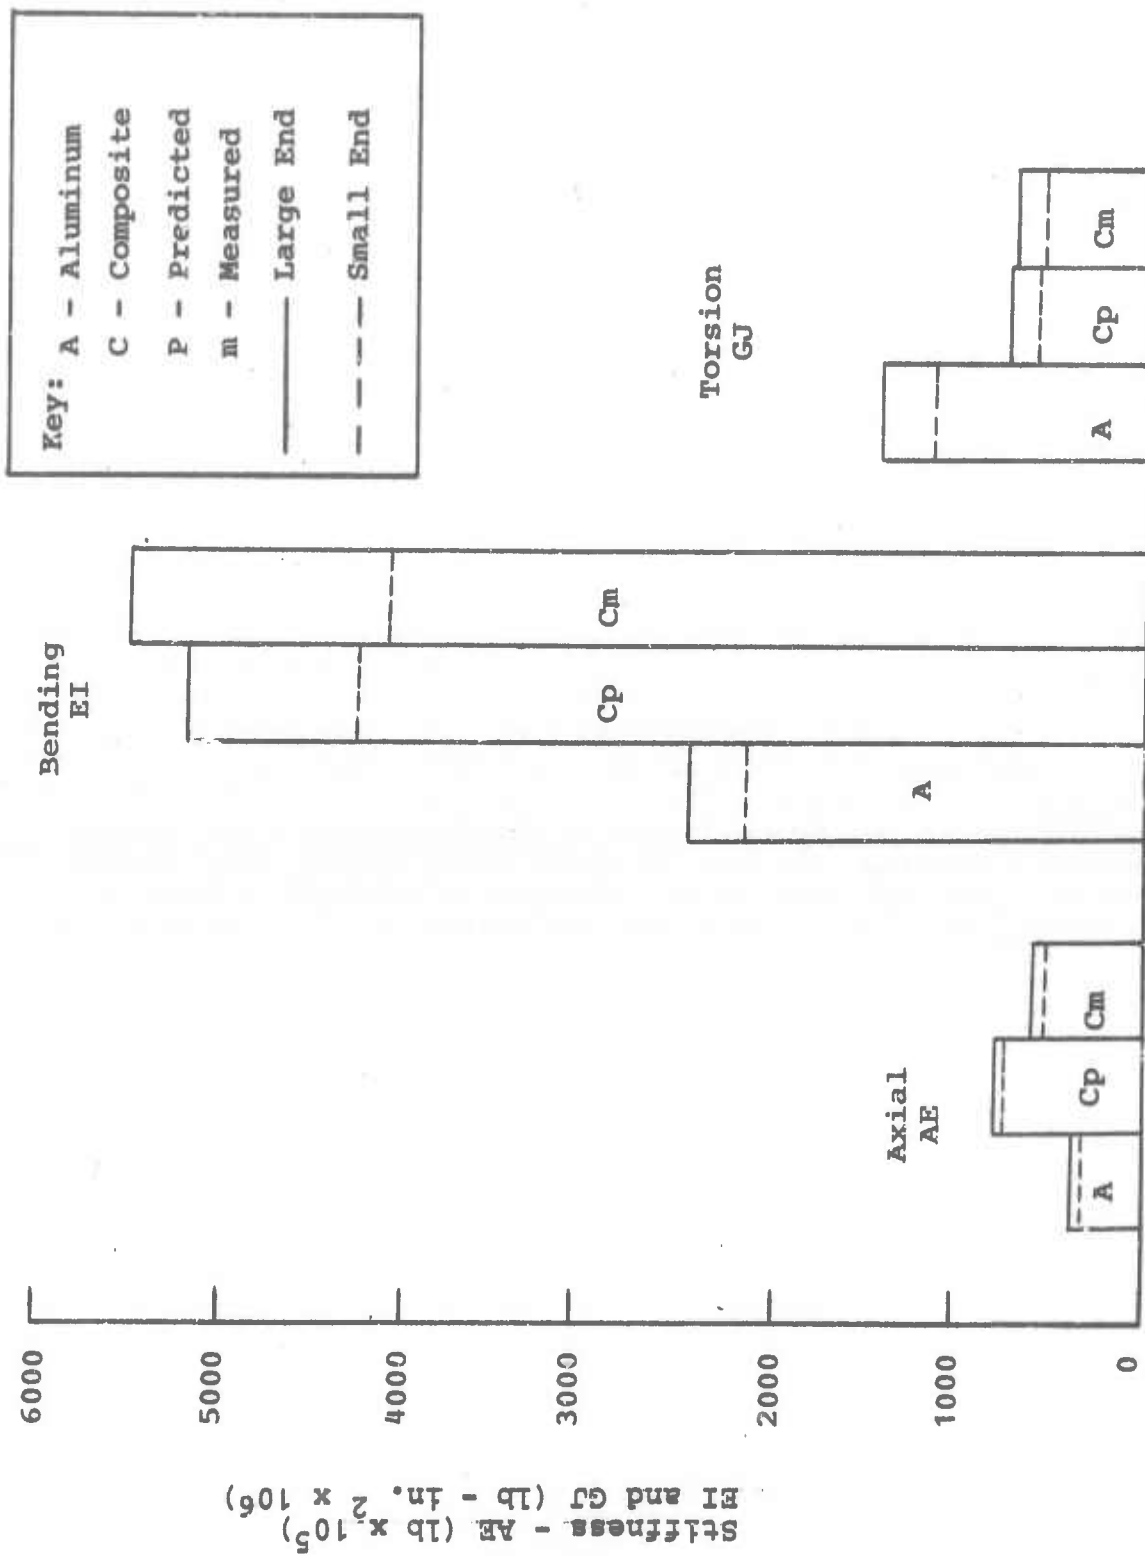 Key: A - Aluminum
C - Composite
P - Predicted
m - Measured
Large End
Small End
Stiffness - AE (lb x 10⁵)
EI and GJ (lb - in.² x 10⁶)
6000
5000
4000
3000
2000
1000
0
Axial
AE
A
Cp
Cm
Bending
EI
A
Cp
Cm
Torsion
GJ
A
Cp
Cm